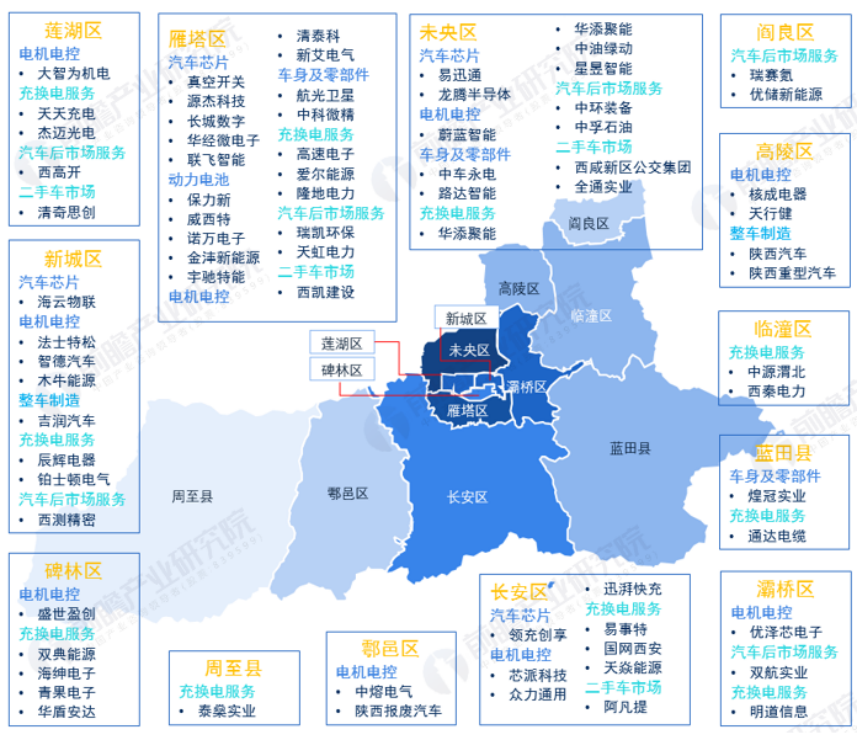 莲湖区
电机电控
• 大智为机电
充换电服务
• 天天充电
• 杰迈光电
汽车后市场服务
• 西高开
二手车市场
• 清奇思创
雁塔区
汽车芯片
• 真空开关
• 源杰科技
• 长城数字
• 华经微电子
• 联飞智能
动力电池
• 保力新
• 威西特
• 诺万电子
• 金沣新能源
• 宇驰特能
电机电控
• 清泰科
• 新艾电气
车身及零部件
• 航光卫星
• 中科微精
充换电服务
• 高速电子
• 爱尔能源
• 隆地电力
汽车后市场服务
• 瑞凯环保
• 天虹电力
二手车市场
• 西凯建设
未央区
汽车芯片
• 易迅通
• 龙腾半导体
电机电控
• 蔚蓝智能
车身及零部件
• 中车永电
• 路达智能
充换电服务
• 华添聚能
• 华添聚能
• 中油绿动
• 星昱智能
汽车后市场服务
• 中环装备
• 中孚石油
二手车市场
• 西咸新区公交集团
• 全通实业
阎良区
汽车后市场服务
• 瑞赛氮
• 优储新能源
高陵区
电机电控
• 核成电器
• 天行健
整车制造
• 陕西汽车
• 陕西重型汽车
新城区
汽车芯片
• 海云物联
电机电控
• 法士特松
• 智德汽车
• 木牛能源
整车制造
• 吉润汽车
充换电服务
• 辰辉电器
• 铂士顿电气
汽车后市场服务
• 西测精密
临潼区
充换电服务
• 中源渭北
• 西秦电力
蓝田县
车身及零部件
• 煌冠实业
充换电服务
• 通达电缆
阎良区
高陵区
临潼区
新城区
莲湖区
未央区
碑林区
灞桥区
雁塔区
蓝田县
周至县
鄠邑区
长安区
碑林区
电机电控
• 盛世盈创
充换电服务
• 双典能源
• 海绅电子
• 青果电子
• 华盾安达
周至县
充换电服务
• 泰燊实业
鄠邑区
电机电控
• 中熔电气
• 陕西报废汽车
长安区
汽车芯片
• 领充创享
电机电控
• 芯派科技
• 众力通用
• 迅湃快充
充换电服务
• 易事特
• 国网西安
• 天焱能源
二手车市场
• 阿凡提
灞桥区
电机电控
• 优泽芯电子
汽车后市场服务
• 双航实业
充换电服务
• 明道信息
前瞻产业研究院